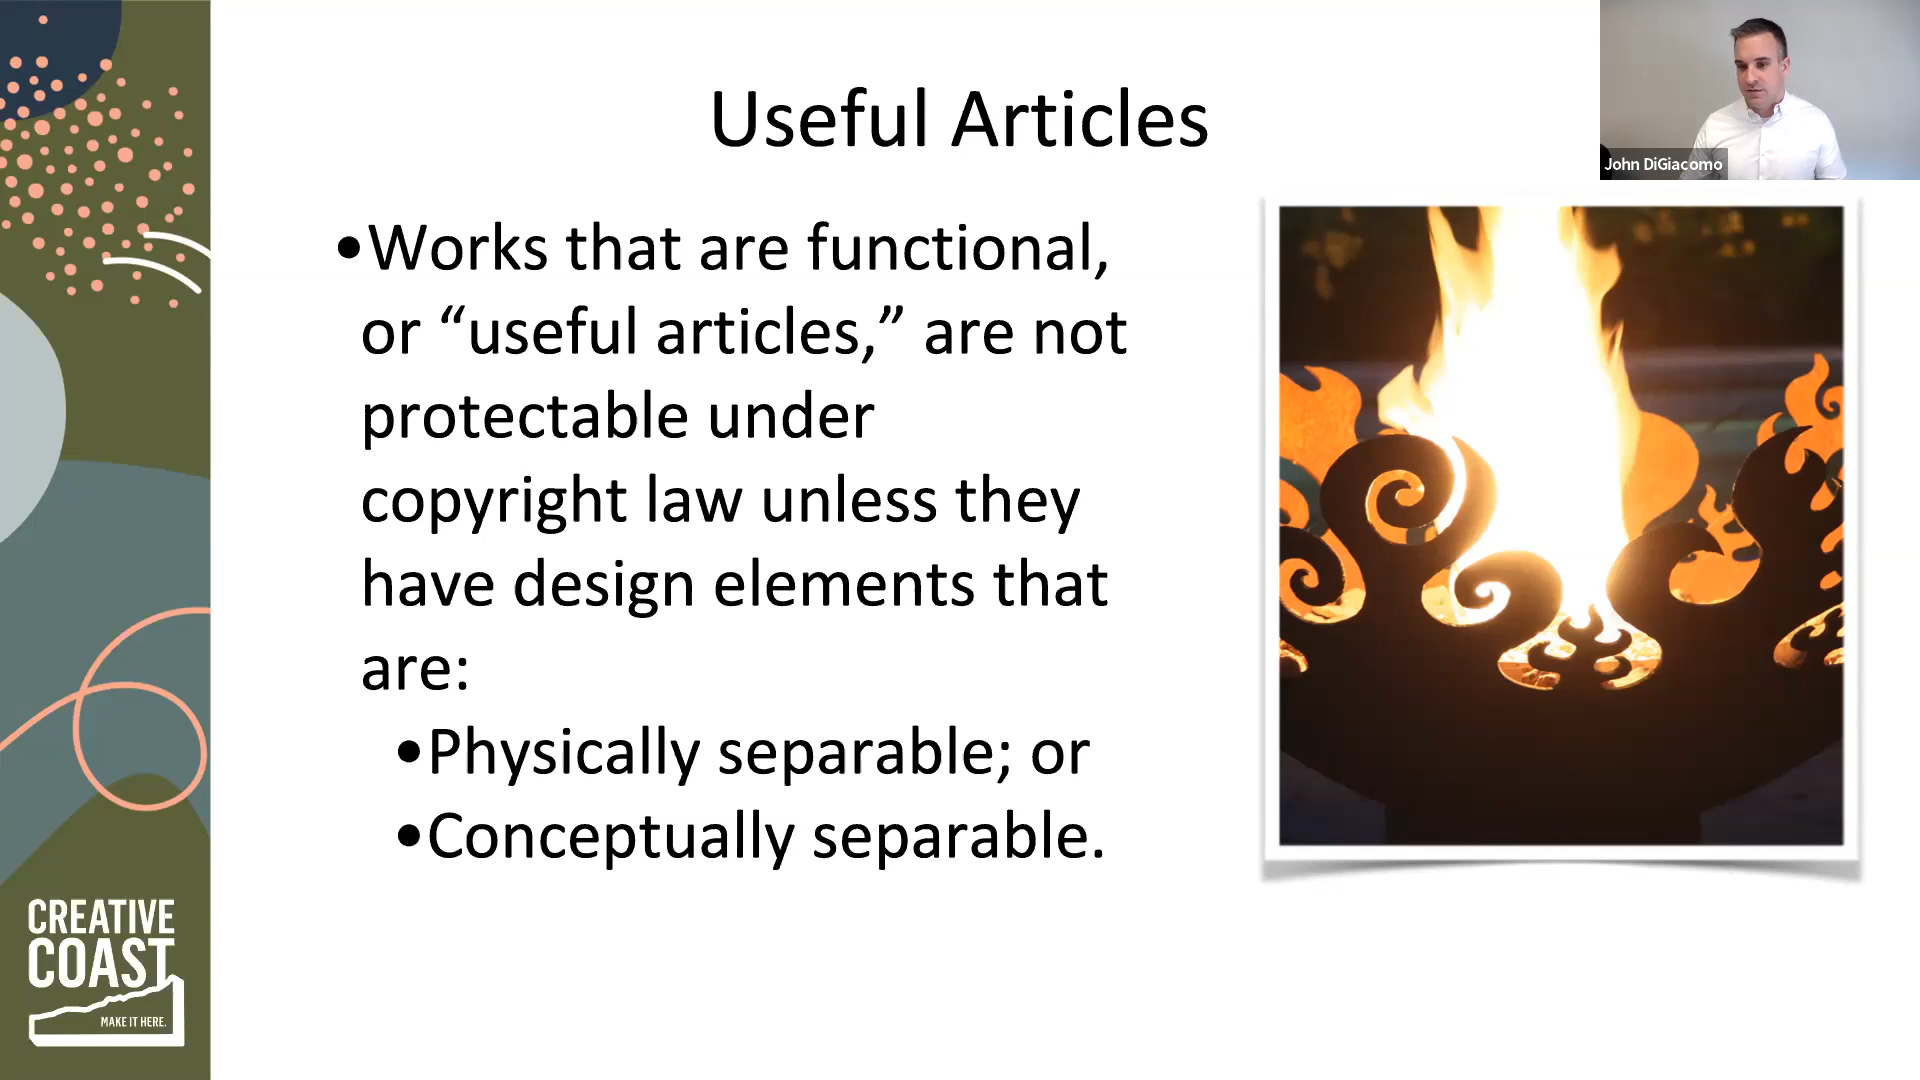 Useful Articles
John DiGiacomo
•Works that are functional,
or “useful articles,” are not
protectable under
copyright law unless they
have design elements that
are:
•Physically separable; or
•Conceptually separable.
CREATIVE
COAST
MAKE IT HERE.